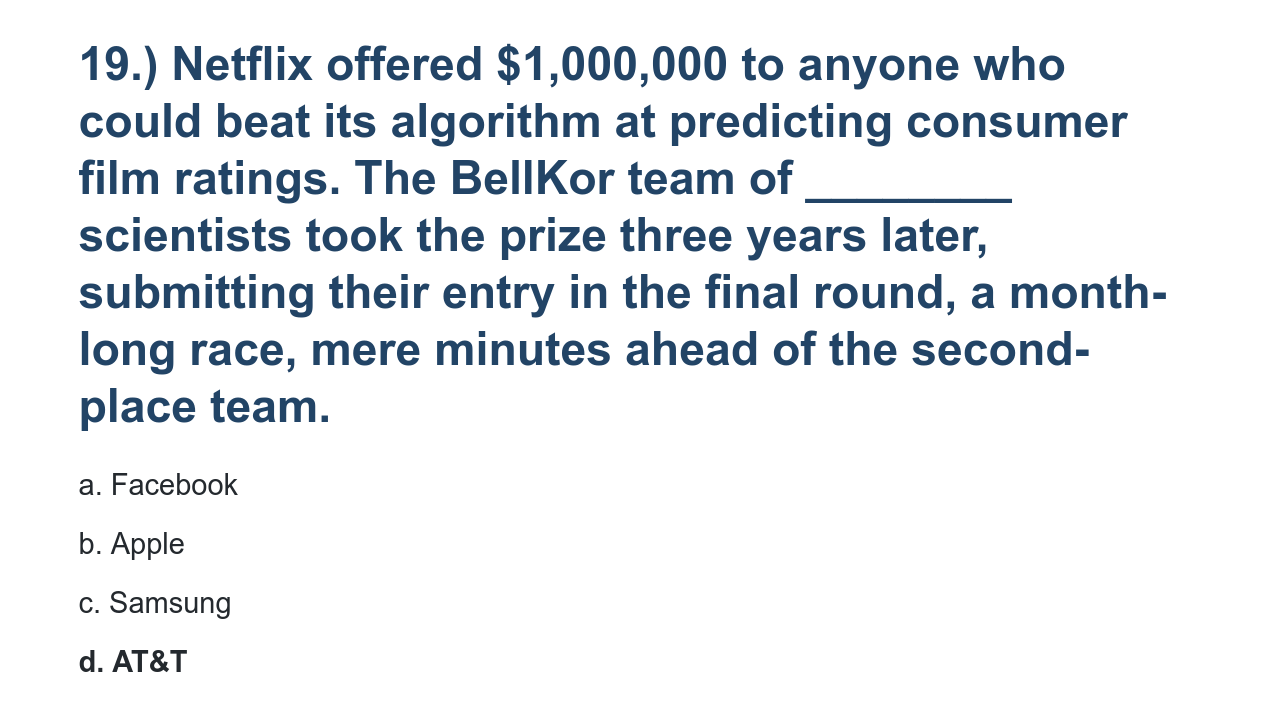 19.) Netflix offered $1,000,000 to anyone who
could beat its algorithm at predicting consumer
film ratings. The BellKor team of _________
scientists took the prize three years later,
submitting their entry in the final round, a month-
long race, mere minutes ahead of the second-
place team.
a. Facebook
b. Apple
c. Samsung
d. AT&T